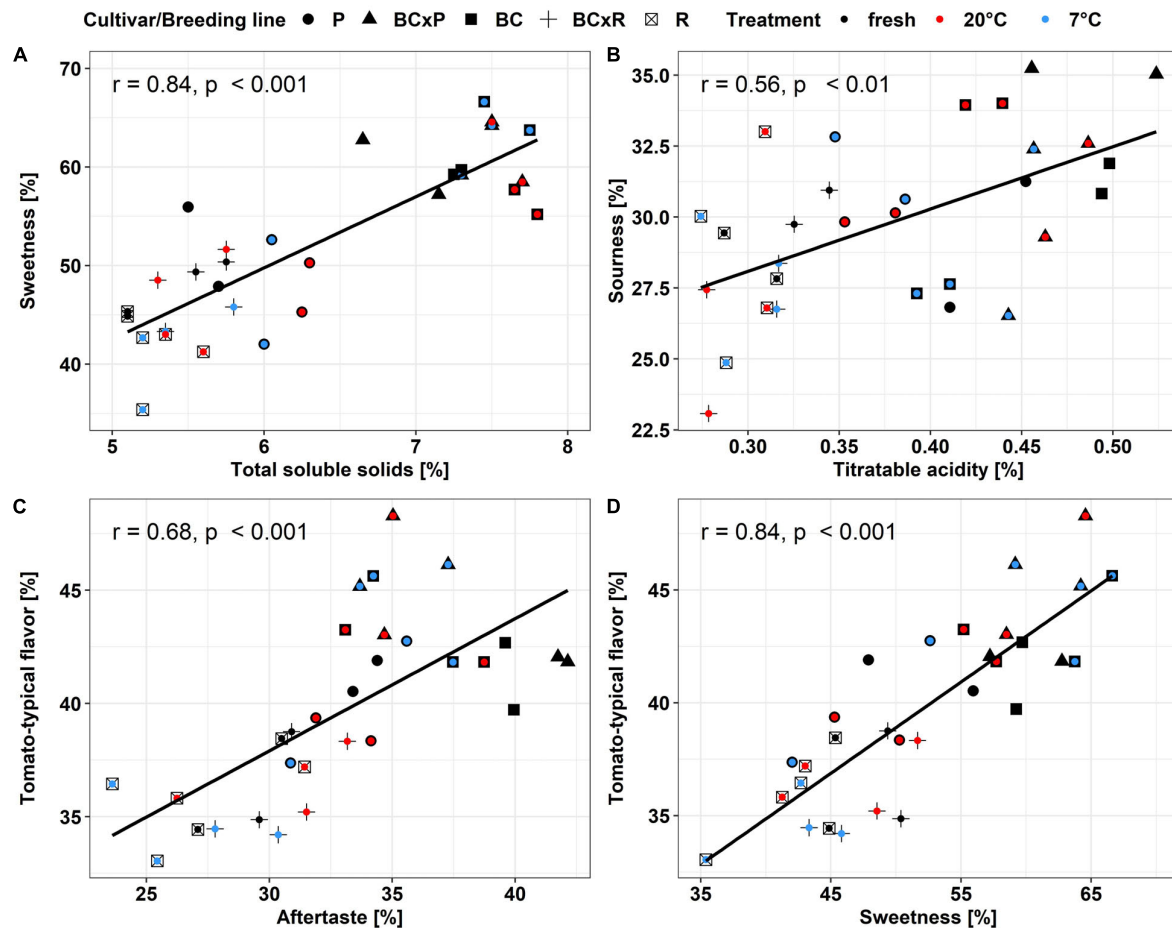 Cultivar/Breeding line P BCxP BC BCxR R Treatment fresh 20°C 7°C
A
r = 0.84, p < 0.001
70
60
50
40
Sweetness [%]
5 6 7 8
Total soluble solids [%]
B
r = 0.56, p < 0.01
35.0
32.5
30.0
27.5
25.0
22.5
Sourness [%]
0.30 0.35 0.40 0.45 0.50
Titratable acidity [%]
C
r = 0.68, p < 0.001
45
40
35
Tomato-typical flavor [%]
25 30 35 40
Aftertaste [%]
D
r = 0.84, p < 0.001
45
40
35
Tomato-typical flavor [%]
35 45 55 65
Sweetness [%]